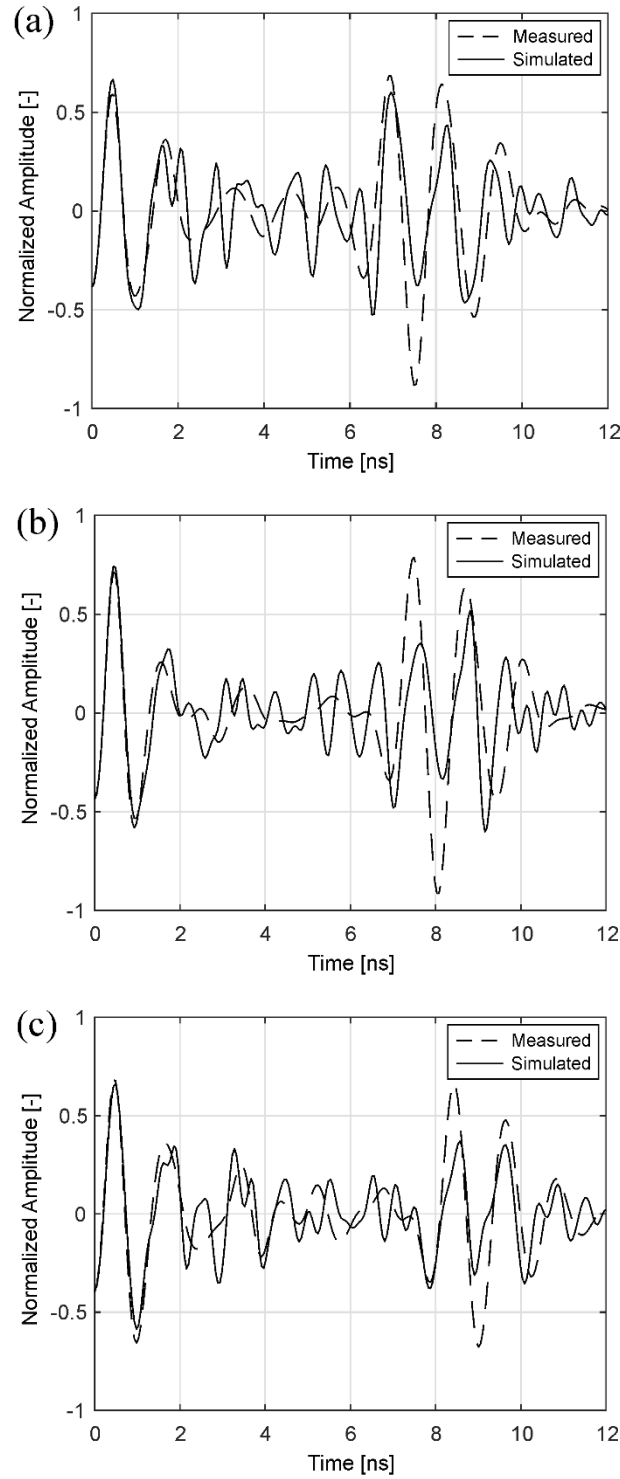 (a)
Measured
Simulated
Normalized Amplitude [-]
1
0.5
0
-0.5
-1
0 2 4 6 8 10 12
Time [ns]
(b)
Measured
Simulated
Normalized Amplitude [-]
1
0.5
0
-0.5
-1
0 2 4 6 8 10 12
Time [ns]
(c)
Measured
Simulated
Normalized Amplitude [-]
1
0.5
0
-0.5
-1
0 2 4 6 8 10 12
Time [ns]